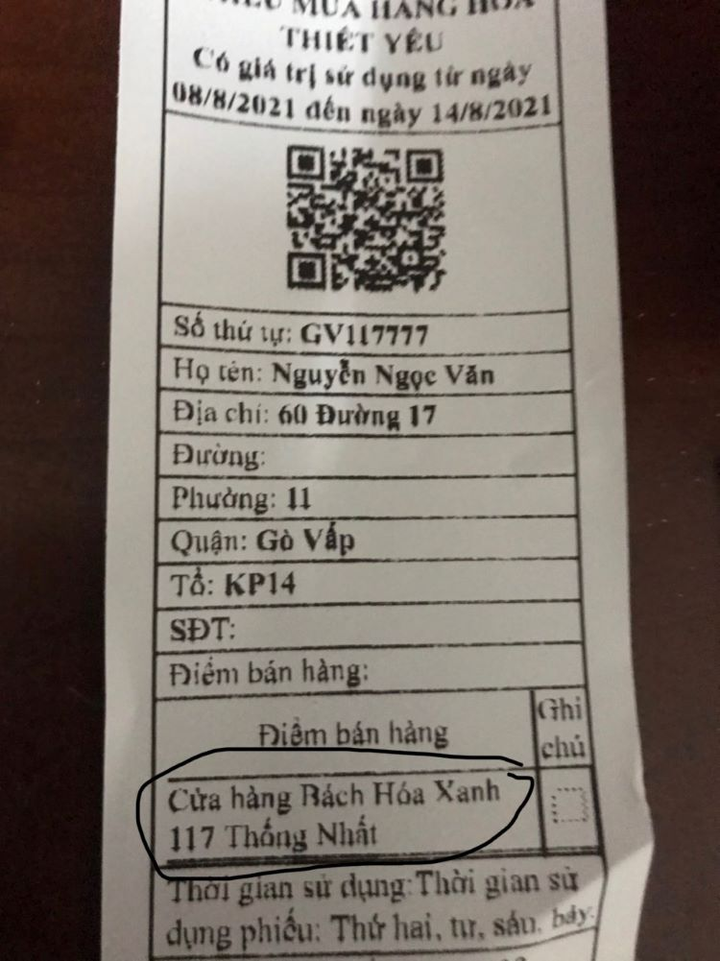 MUA HÀNG HÓA
THIẾT YẾU
Có giá trị sử dụng từ ngày
08/8/2021 đến ngày 14/8/2021
Số thứ tự: GV117777
Họ tên: Nguyễn Ngọc Văn
Địa chỉ: 60 Đường 17
Đường:
Phường: 11
Quận: Gò Vấp
Tổ: KP14
SĐT:
Điểm bán hàng:
Điểm bán hàng
Ghi
chú
Cửa hàng Bách Hóa Xanh
117 Thống Nhất
Thời gian sử dụng:Thời gian sử
dụng phiếu: Thứ hai, tư, sáu, bảy.